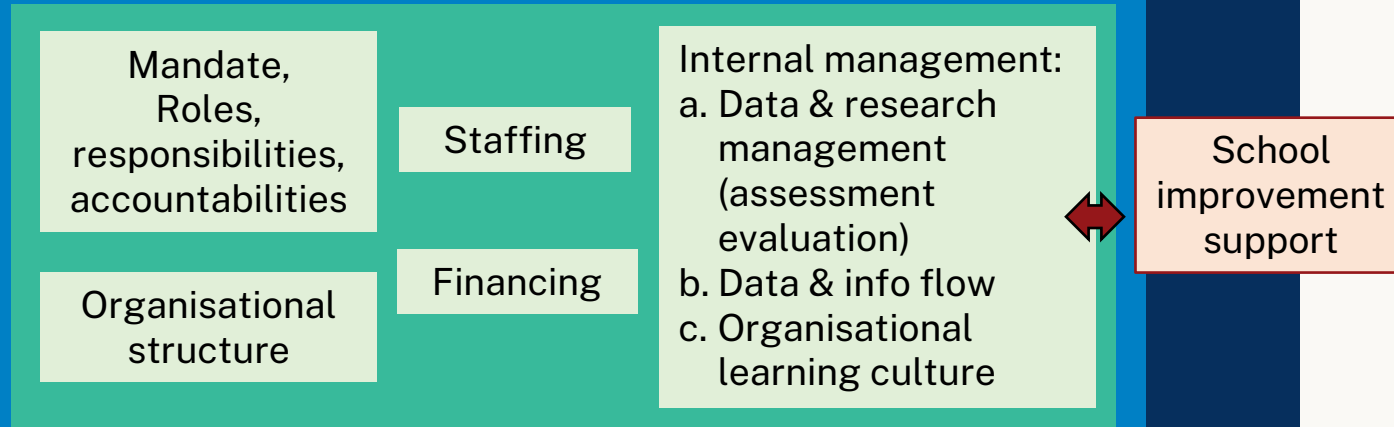 Mandate,
Roles,
responsibilities,
accountabilities
Organisational
structure
Staffing
Financing
Internal management:
a. Data & research
management
(assessment
evaluation)
b. Data & info flow
c. Organisational
learning culture
School
improvement
support